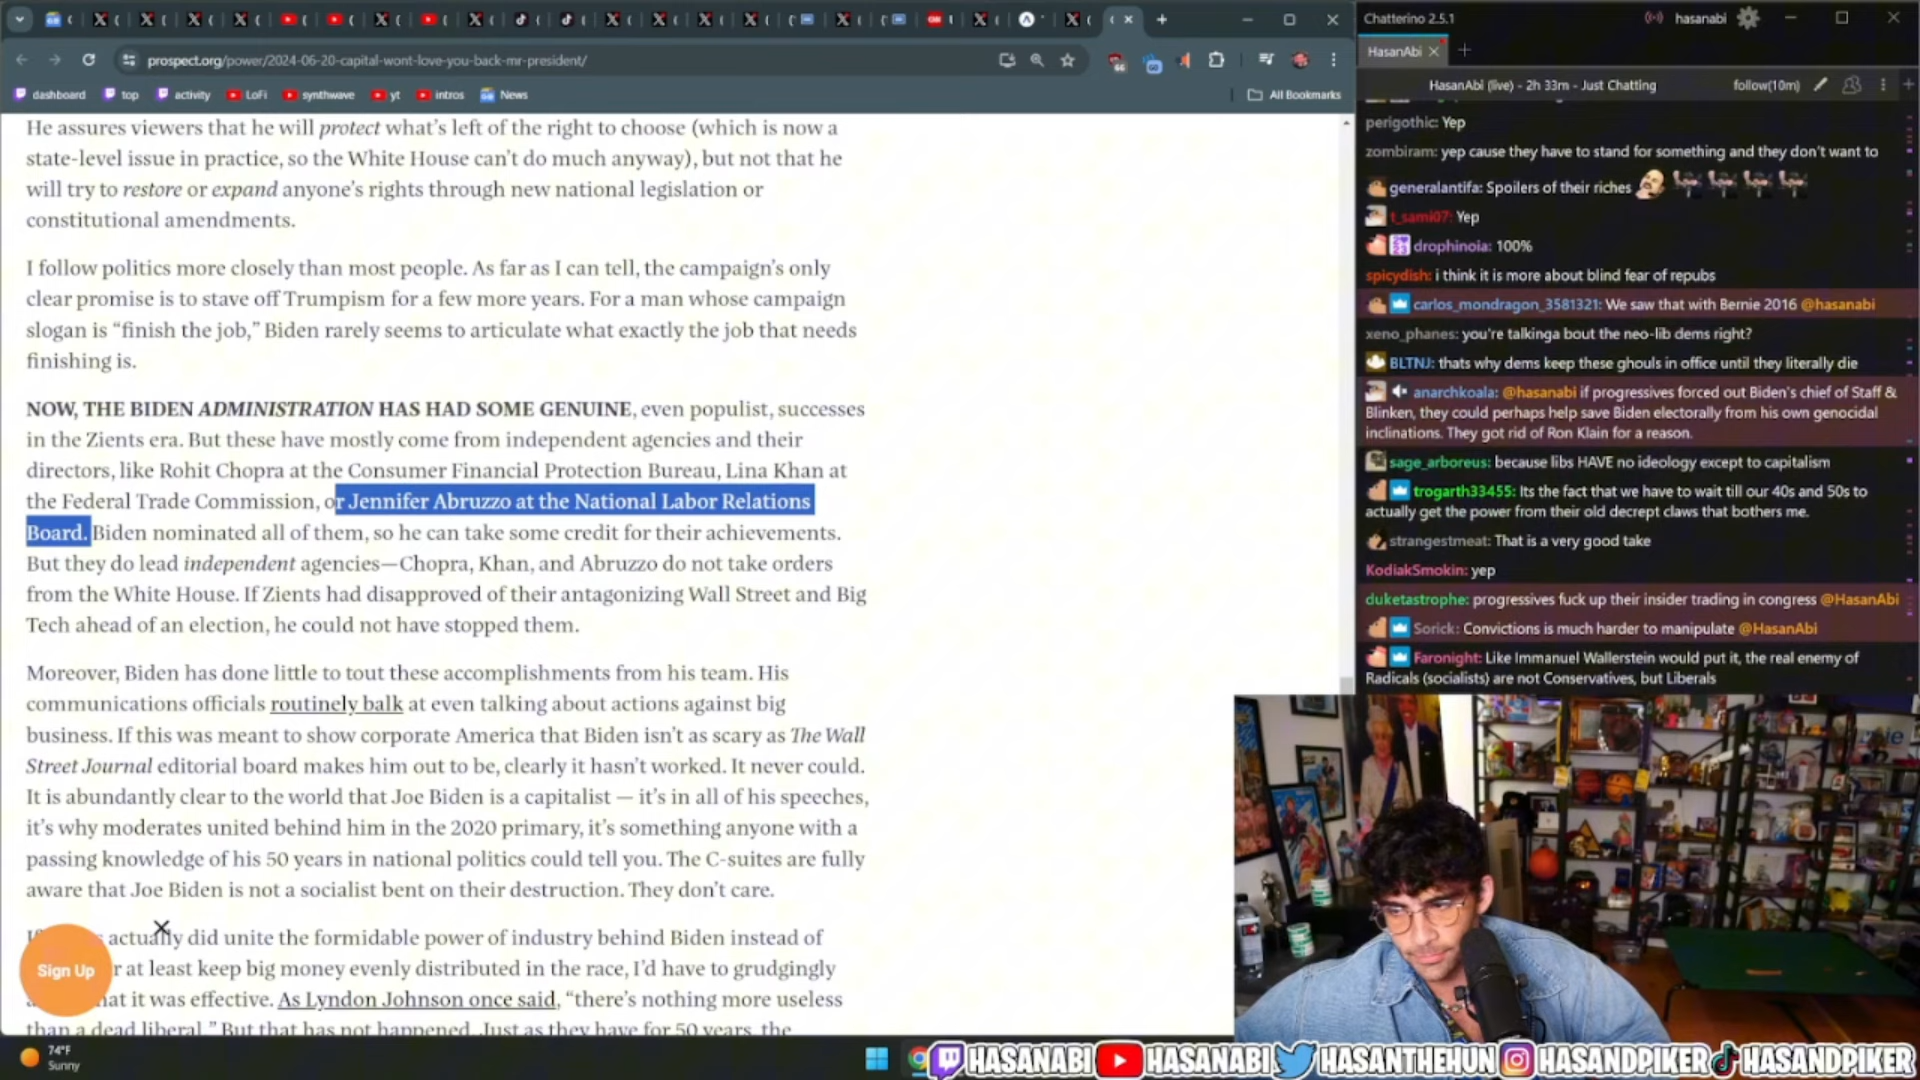 prospect.org/power/2024-06-20-capital-wont-love-you-back-mr-president/
dashboard top activity LoFi synthwave yt intros News All Bookmarks
He assures viewers that he will protect what's left of the right to choose (which is now a
state-level issue in practice, so the White House can't do much anyway), but not that he
will try to restore or expand anyone's rights through new national legislation or
constitutional amendments.
I follow politics more closely than most people. As far as I can tell, the campaign's only
clear promise is to stave off Trumpism for a few more years. For a man whose campaign
slogan is “finish the job,” Biden rarely seems to articulate what exactly the job that needs
finishing is.
NOW, THE BIDEN ADMINISTRATION HAS HAD SOME GENUINE, even populist, successes
in the Zients era. But these have mostly come from independent agencies and their
directors, like Rohit Chopra at the Consumer Financial Protection Bureau, Lina Khan at
the Federal Trade Commission, or Jennifer Abruzzo at the National Labor Relations
Board. Biden nominated all of them, so he can take some credit for their achievements.
But they do lead independent agencies—Chopra, Khan, and Abruzzo do not take orders
from the White House. If Zients had disapproved of their antagonizing Wall Street and Big
Tech ahead of an election, he could not have stopped them.
Moreover, Biden has done little to tout these accomplishments from his team. His
communications officials routinely balk at even talking about actions against big
business. If this was meant to show corporate America that Biden isn't as scary as The Wall
Street Journal editorial board makes him out to be, clearly it hasn't worked. It never could.
It is abundantly clear to the world that Joe Biden is a capitalist — it's in all of his speeches,
it's why moderates united behind him in the 2020 primary, it's something anyone with a
passing knowledge of his 50 years in national politics could tell you. The C-suites are fully
aware that Joe Biden is not a socialist bent on their destruction. They don't care.
actually did unite the formidable power of industry behind Biden instead of
at least keep big money evenly distributed in the race, I'd have to grudgingly
it was effective. As Lyndon Johnson once said, “there's nothing more useless
than a dead liberal.” But that has not happened. Just as they have for 50 years, the
Sign Up
74°F
Sunny
Chatterino 2.5.1 hasanabi
HasanAbi
HasanAbi (live) - 2h 33m - Just Chatting follow(10m)
perigothic: Yep
zombiram: yep cause they have to stand for something and they don't want to
generalantifa: Spoilers of their riches
t_sami07: Yep
drophinoia: 100%
spicydish: i think it is more about blind fear of repubs
carlos_mondragon_3581321: We saw that with Bernie 2016 @hasanabi
xeno_phanes: you're talkinga bout the neo-lib dems right?
BLTNJ: thats why dems keep these ghouls in office until they literally die
anarchkoala: @hasanabi if progressives forced out Biden's chief of Staff &
Blinken, they could perhaps help save Biden electorally from his own genocidal
inclinations. They got rid of Ron Klain for a reason.
sage_arboreus: because libs HAVE no ideology except to capitalism
trogarth33455: Its the fact that we have to wait till our 40s and 50s to
actually get the power from their old decrept claws that bothers me.
strangestmeat: That is a very good take
KodiakSmokin: yep
duketastrophe: progressives fuck up their insider trading in congress @HasanAbi
Sorick: Convictions is much harder to manipulate @HasanAbi
Faronight: Like Immanuel Wallerstein would put it, the real enemy of
Radicals (socialists) are not Conservatives, but Liberals
HASANABI HASANABI HASANTHEHUN HASANDPIKER HASANDPIKER